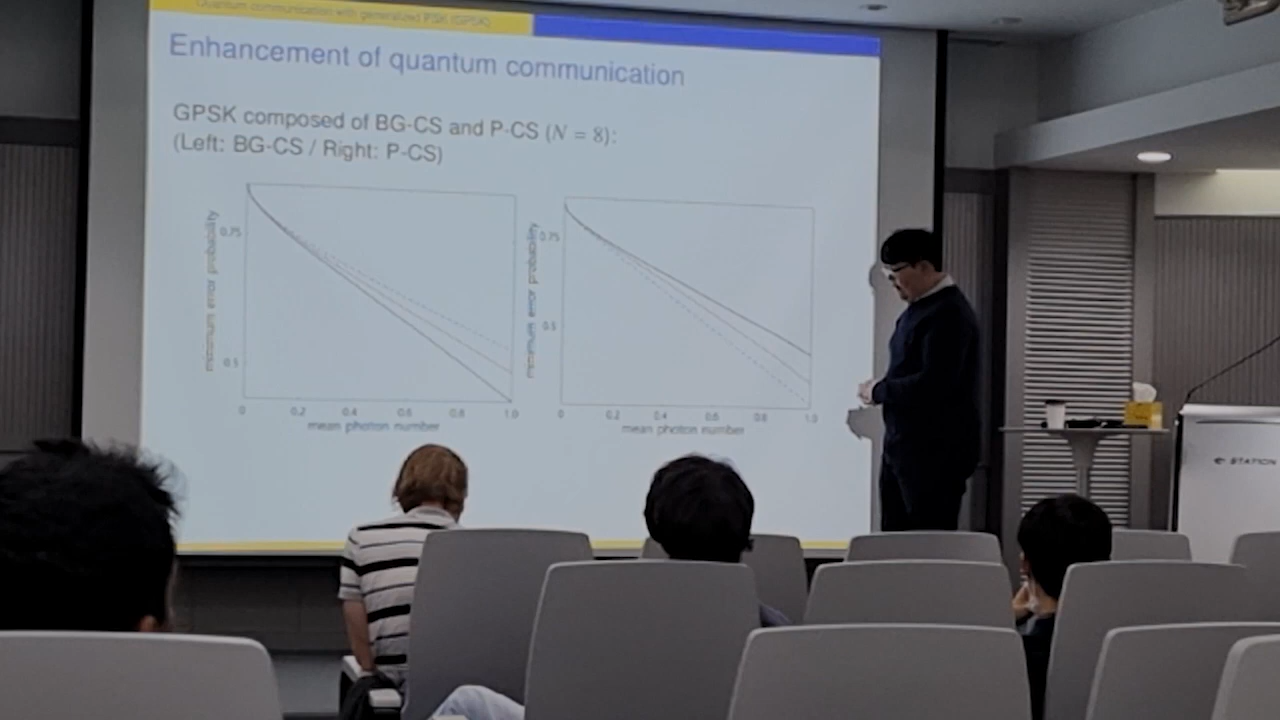 Quantum communication with generalized PSK (GPSK)
Enhancement of quantum communication
GPSK composed of BG-CS and P-CS (N = 8):
(Left: BG-CS / Right: P-CS)
maximum error probability
0.75
0.5
0 0.2 0.4 0.6 0.8 1.0
mean photon number
maximum error probability
0.75
0.5
0 0.2 0.4 0.6 0.8 1.0
mean photon number
STATION